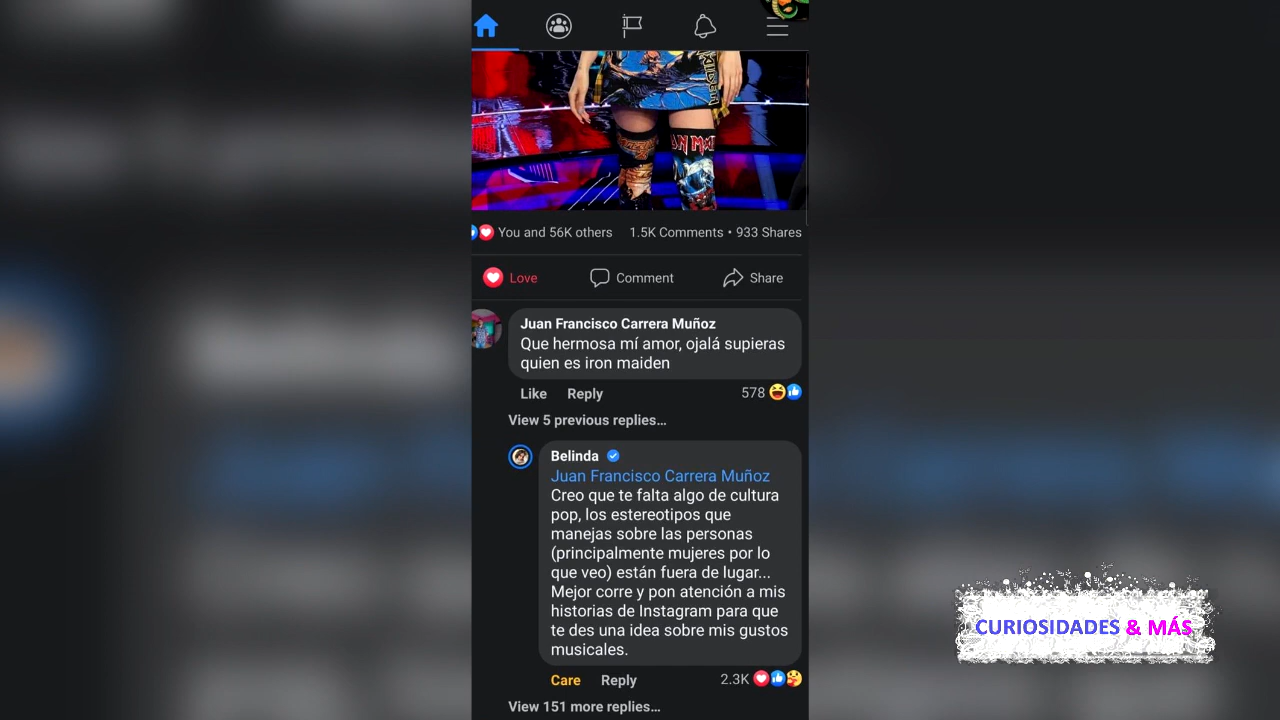 IRON MAIDEN
You and 56K others 1.5K Comments • 933 Shares
Love Comment Share
Juan Francisco Carrera Muñoz
Que hermosa mí amor, ojalá supieras
quien es iron maiden
Like Reply 578
View 5 previous replies...
Belinda
Juan Francisco Carrera Muñoz
Creo que te falta algo de cultura
pop, los estereotipos que
manejas sobre las personas
(principalmente mujeres por lo
que veo) están fuera de lugar...
Mejor corre y pon atención a mis
historias de Instagram para que
te des una idea sobre mis gustos
musicales.
Care Reply 2.3K
View 151 more replies...
CURIOSIDADES & MÁS